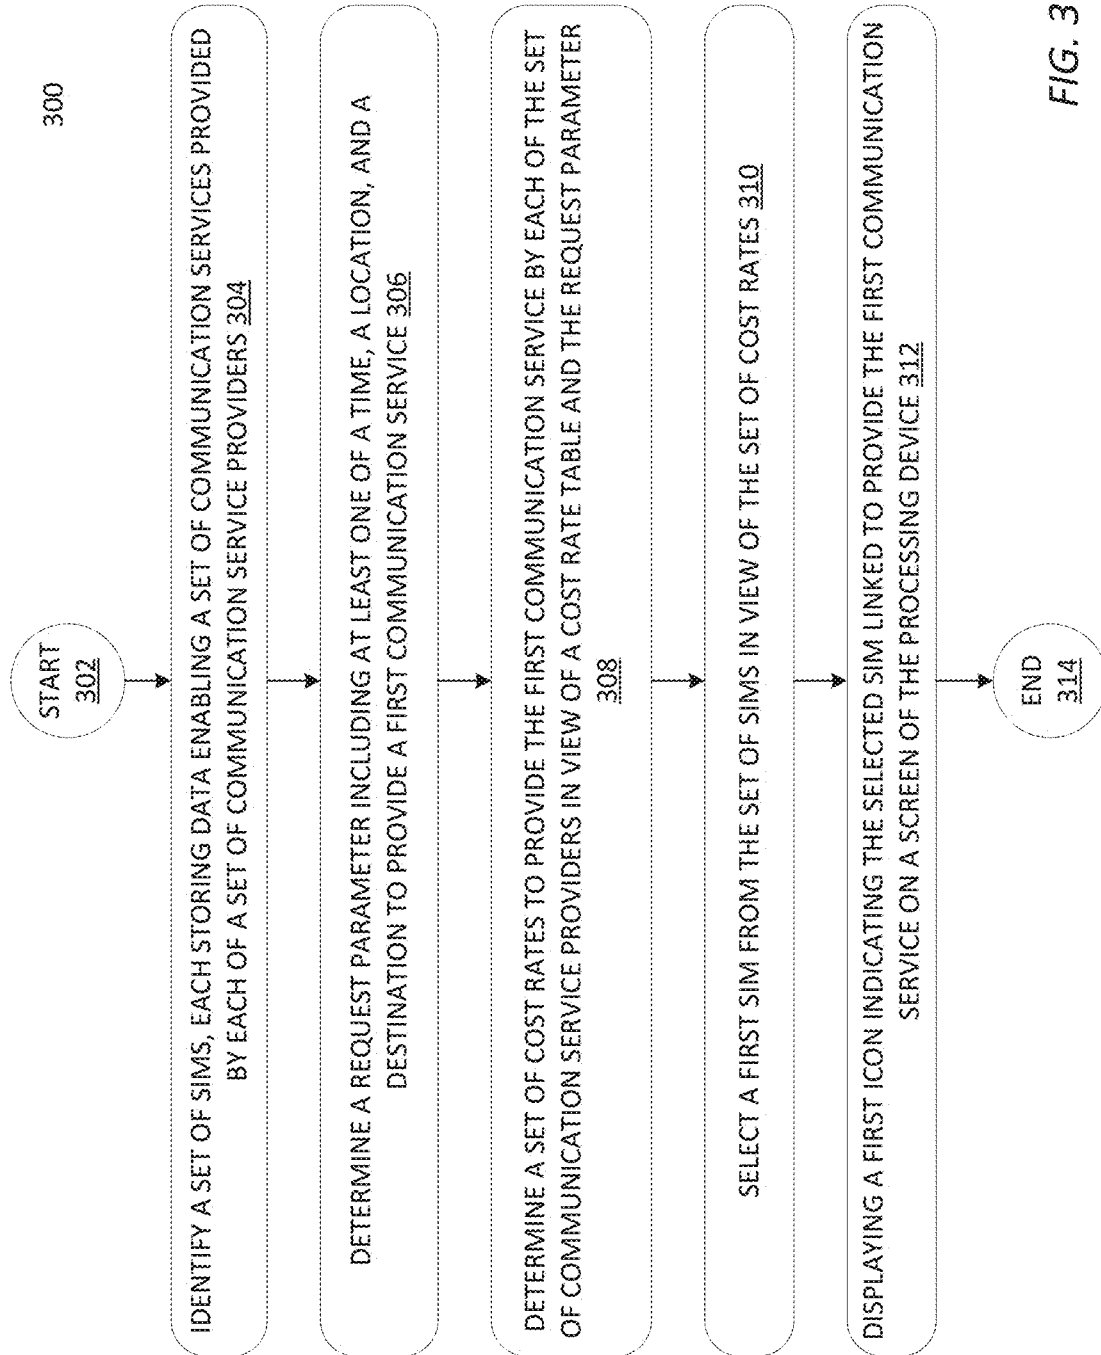 300
START
302
IDENTIFY A SET OF SIMS, EACH STORING DATA ENABLING A SET OF COMMUNICATION SERVICES PROVIDED
BY EACH OF A SET OF COMMUNICATION SERVICE PROVIDERS 304
DETERMINE A REQUEST PARAMETER INCLUDING AT LEAST ONE OF A TIME, A LOCATION, AND A
DESTINATION TO PROVIDE A FIRST COMMUNICATION SERVICE 306
DETERMINE A SET OF COST RATES TO PROVIDE THE FIRST COMMUNICATION SERVICE BY EACH OF THE SET
OF COMMUNICATION SERVICE PROVIDERS IN VIEW OF A COST RATE TABLE AND THE REQUEST PARAMETER
308
SELECT A FIRST SIM FROM THE SET OF SIMS IN VIEW OF THE SET OF COST RATES 310
DISPLAYING A FIRST ICON INDICATING THE SELECTED SIM LINKED TO PROVIDE THE FIRST COMMUNICATION
SERVICE ON A SCREEN OF THE PROCESSING DEVICE 312
END
314
FIG. 3